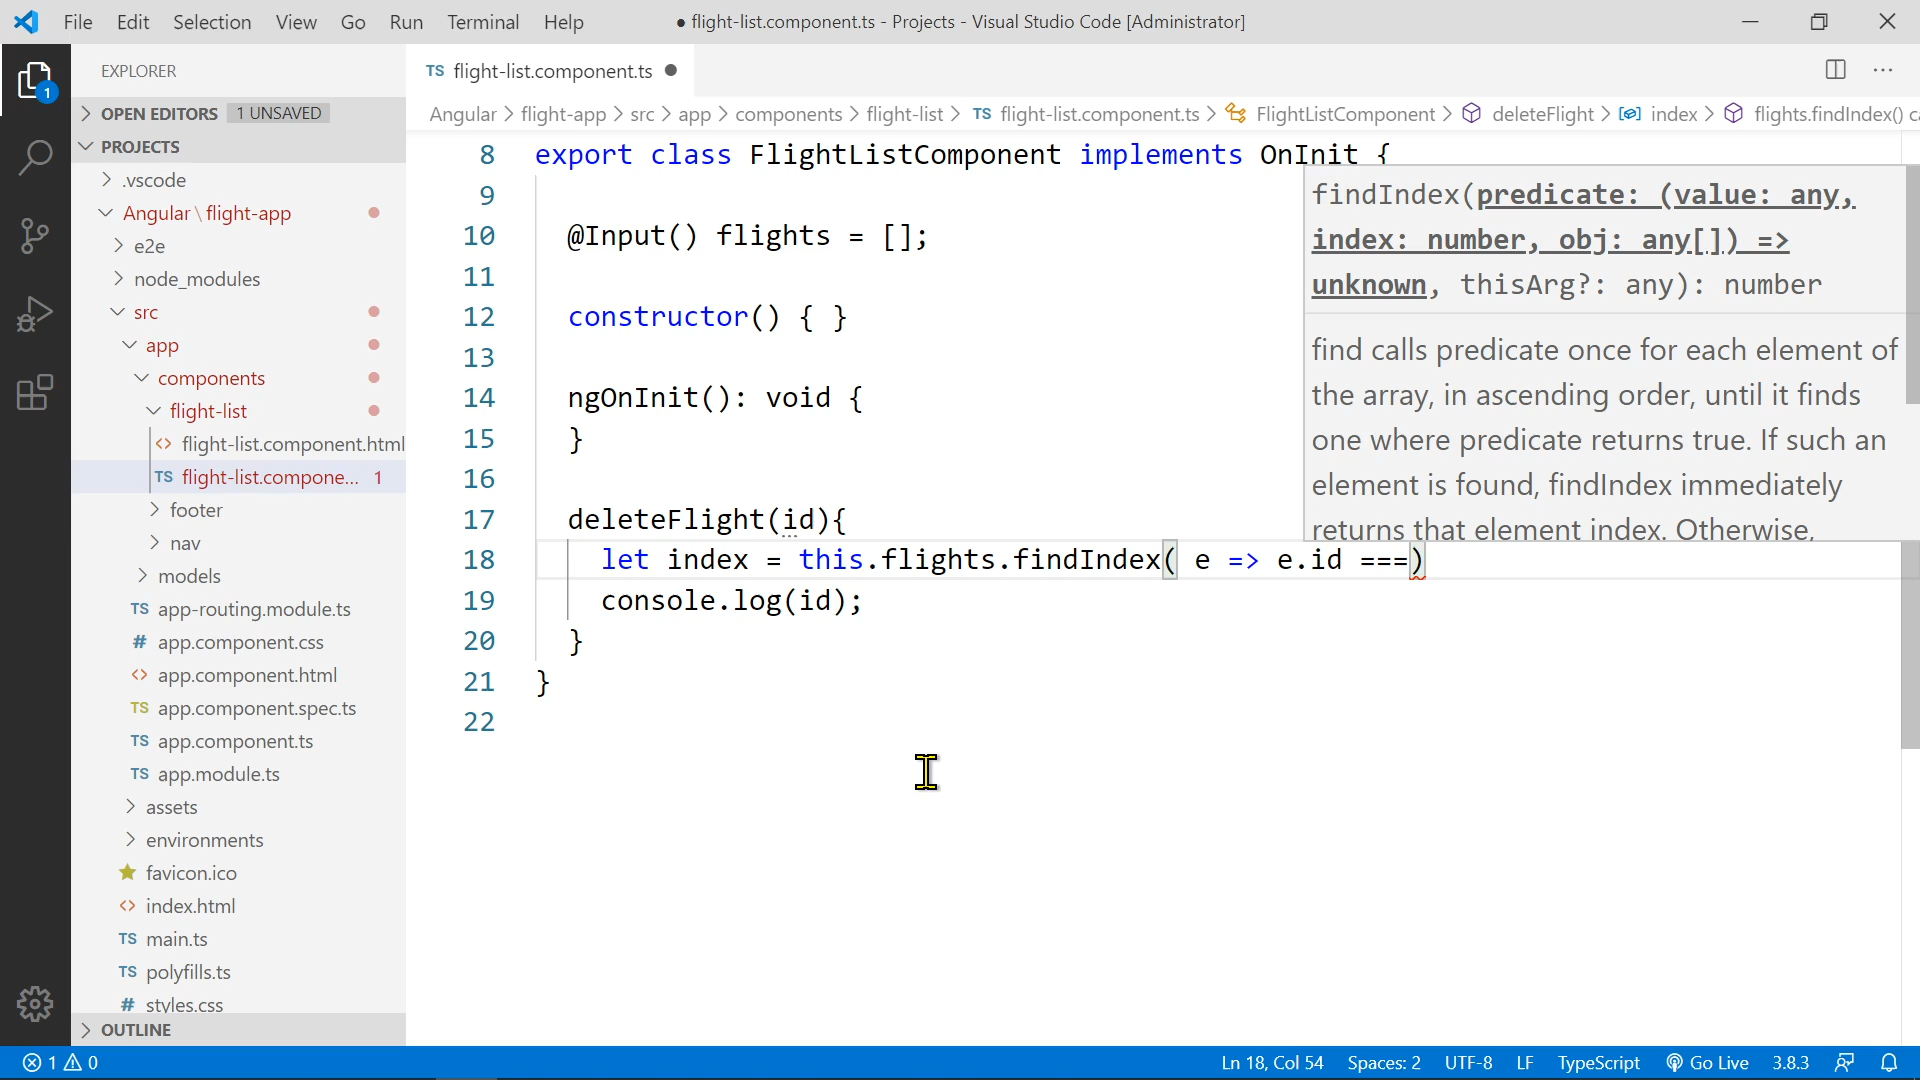 File Edit Selection View Go Run Terminal Help ● flight-list.component.ts - Projects - Visual Studio Code [Administrator]
EXPLORER
1
OPEN EDITORS 1 UNSAVED
PROJECTS
.vscode
Angular \ flight-app
e2e
node_modules
src
app
components
flight-list
<> flight-list.component.html
TS flight-list.compone... 1
footer
nav
models
TS app-routing.module.ts
# app.component.css
<> app.component.html
TS app.component.spec.ts
TS app.component.ts
TS app.module.ts
assets
environments
favicon.ico
<> index.html
TS main.ts
TS polyfills.ts
# styles.css
OUTLINE
TS flight-list.component.ts ●
Angular > flight-app > src > app > components > flight-list > TS flight-list.component.ts > FlightListComponent > deleteFlight > index > flights.findIndex() c
8 export class FlightListComponent implements OnInit {
9
10 @Input() flights = [];
11
12 constructor() { }
13
14 ngOnInit(): void {
15 }
16
17 deleteFlight(id){
18 let index = this.flights.findIndex( e => e.id ===)
19 console.log(id);
20 }
21 }
22
findIndex(predicate: (value: any,
index: number, obj: any[]) =>
unknown, thisArg?: any): number
find calls predicate once for each element of
the array, in ascending order, until it finds
one where predicate returns true. If such an
element is found, findIndex immediately
returns that element index. Otherwise,
1 0 Ln 18, Col 54 Spaces: 2 UTF-8 LF TypeScript Go Live 3.8.3